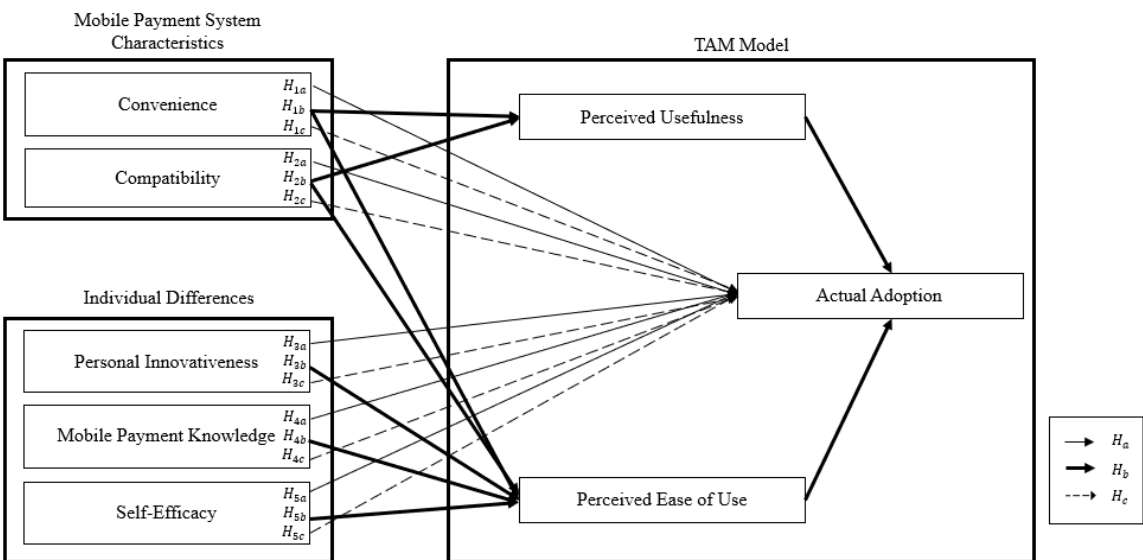 Mobile Payment System
Characteristics
TAM Model
Convenience
H1a
H1b
H1c
Compatibility
H2a
H2b
H2c
Perceived Usefulness
Actual Adoption
Individual Differences
Personal Innovativeness
H3a
H3b
H3c
Mobile Payment Knowledge
H4a
H4b
H4c
Self-Efficacy
H5a
H5b
H5c
Perceived Ease of Use
Ha
Hb
Hc